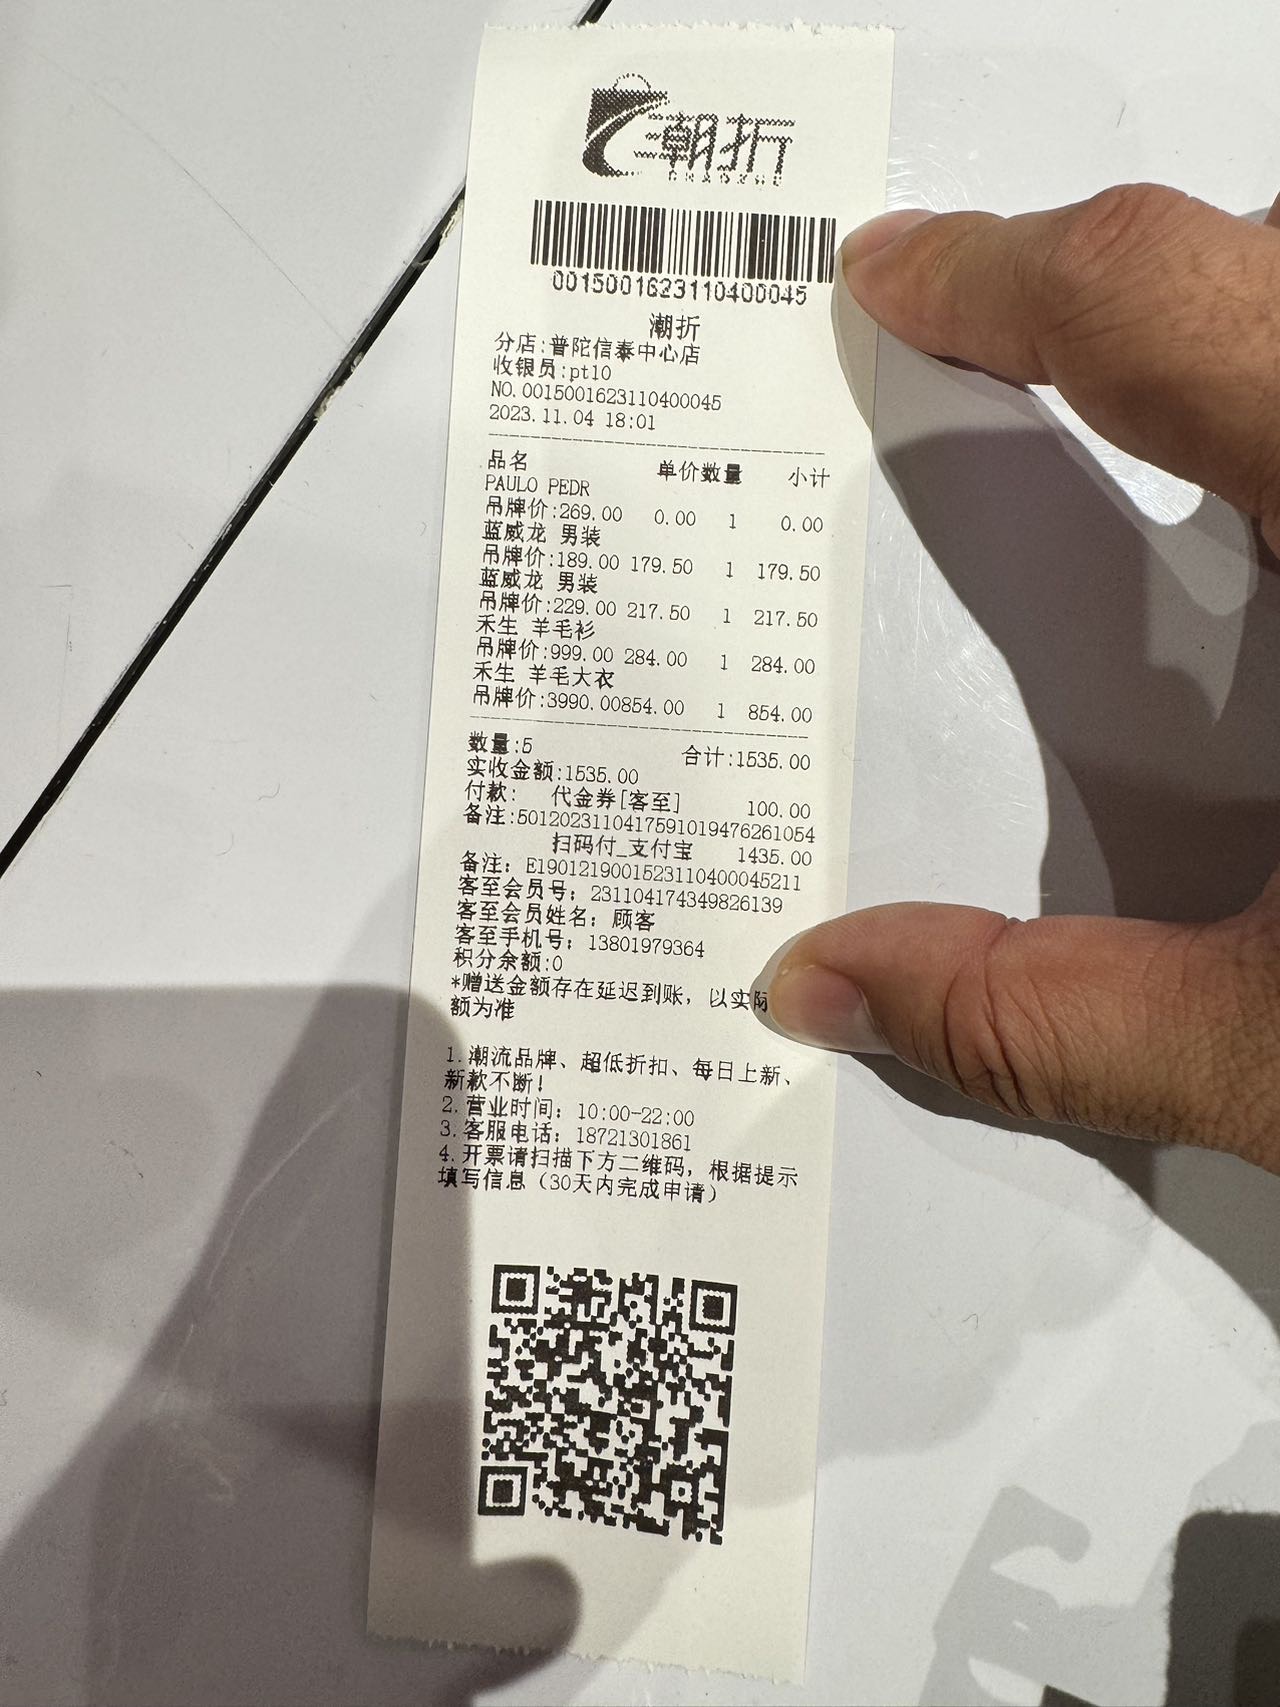 潮折
0015001623110400045
潮折
分店:普陀信泰中心店
收银员:pt10
NO.0015001623110400045
2023.11.04 18:01
品名 单价数量 小计
PAULO PEDR
吊牌价:269.00 0.00 1 0.00
蓝威龙 男装
吊牌价:189.00 179.50 1 179.50
蓝威龙 男装
吊牌价:229.00 217.50 1 217.50
禾生 羊毛衫
吊牌价:999.00 284.00 1 284.00
禾生 羊毛大衣
吊牌价:3990.00854.00 1 854.00
数量:5 合计:1535.00
实收金额:1535.00
付款: 代金券[客至] 100.00
备注:501202311041759101947626​1054
扫码付_支付宝 1435.00
备注: E19012190015231104000​45211
客至会员号: 231104174349826139
客至会员姓名: 顾客
客至手机号: 13801979364
积分余额:0
*赠送金额存在延迟到账, 以实际
额为准
1.潮流品牌、超低折扣、每日上新、
新款不断!
2.营业时间: 10:00-22:00
3.客服电话: 18721301861
4.开票请扫描下方二维码, 根据提示
填写信息 (30天内完成申请)